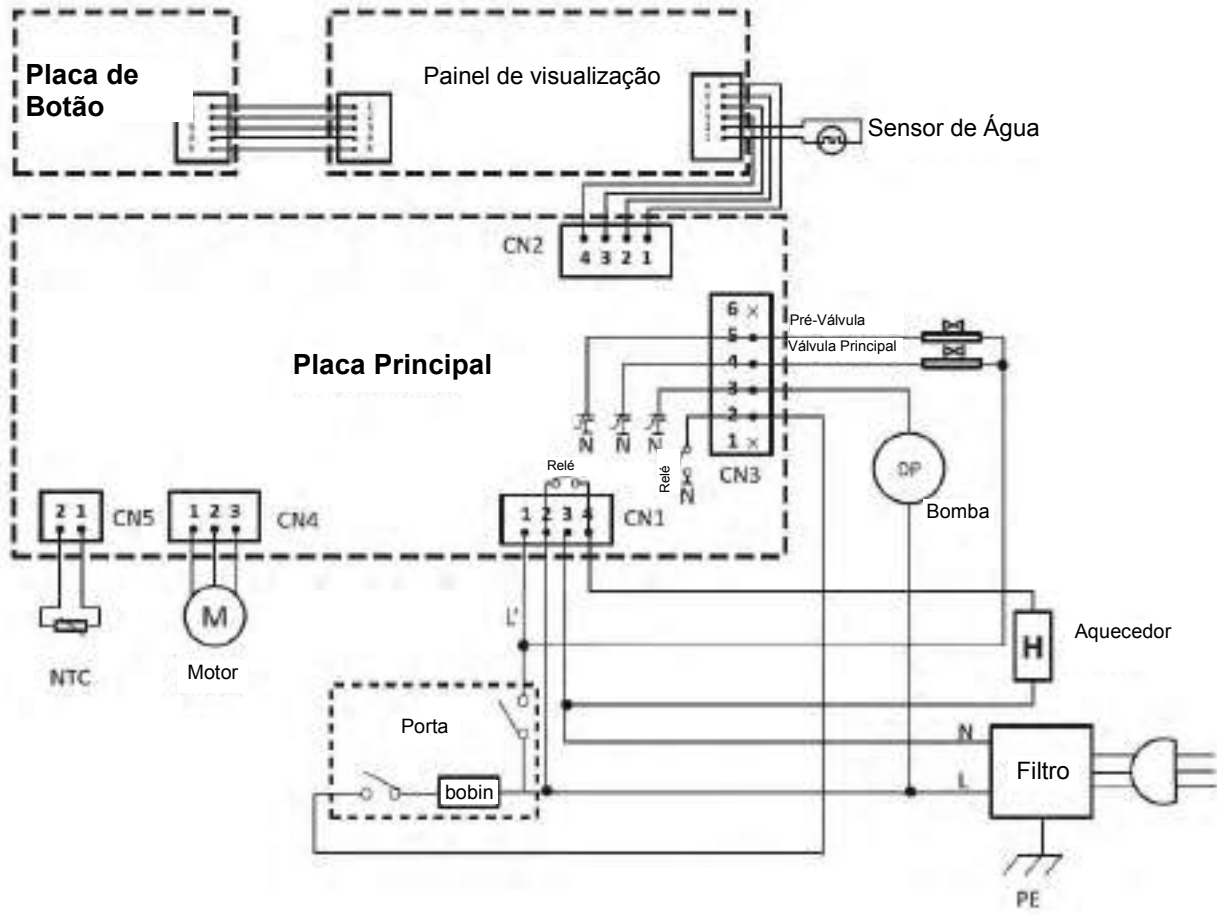 Placa de
Botão
Painel de visualização
Sensor de Água
CN2
4 3 2 1
Placa Principal
6 ×
5
4
3
2
1 ×
CN3
Pré-Válvula
Válvula Principal
N
N
N
Relé
N
DP
Bomba
Relé
1 2 3 4
CN1
2 1
CN5
1 2 3
CN4
M
Motor
NTC
L'
H
Aquecedor
Porta
bobin
N
L
Filtro
PE